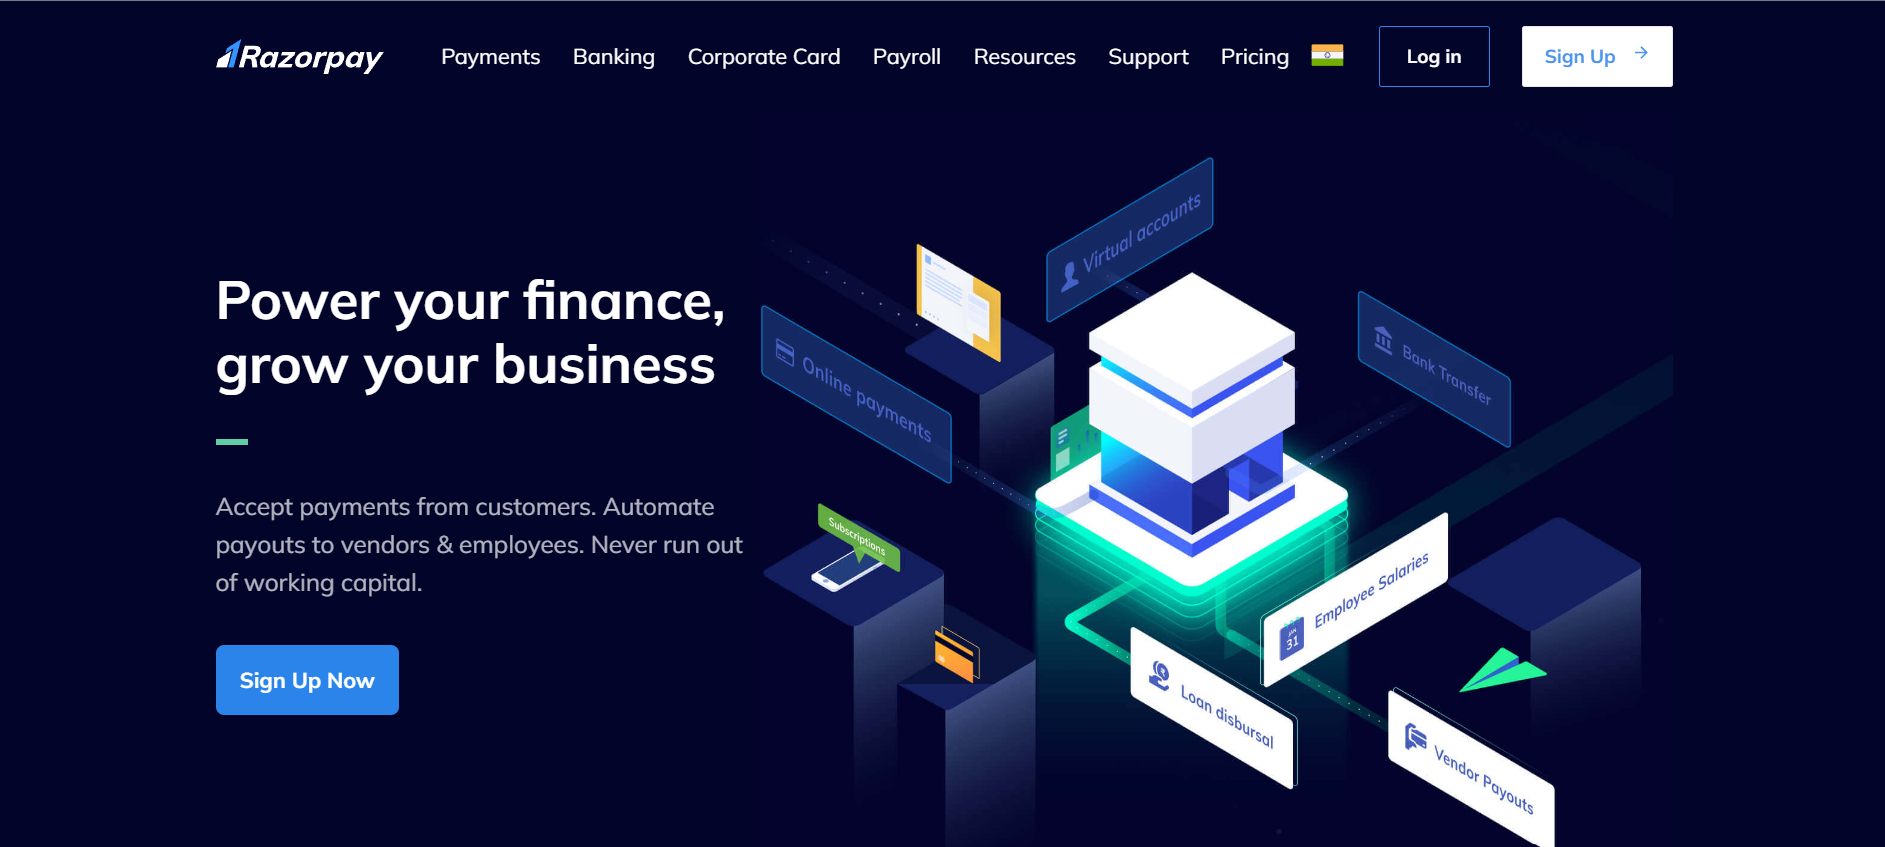 Razorpay
Payments
Banking
Corporate Card
Payroll
Resources
Support
Pricing
Log in
Sign Up
Power your finance,
grow your business
Accept payments from customers. Automate
payouts to vendors & employees. Never run out
of working capital.
Sign Up Now
Virtual accounts
Online payments
Bank Transfer
Subscriptions
Employee Salaries
JAN
31
Loan disbursal
Vendor Payouts